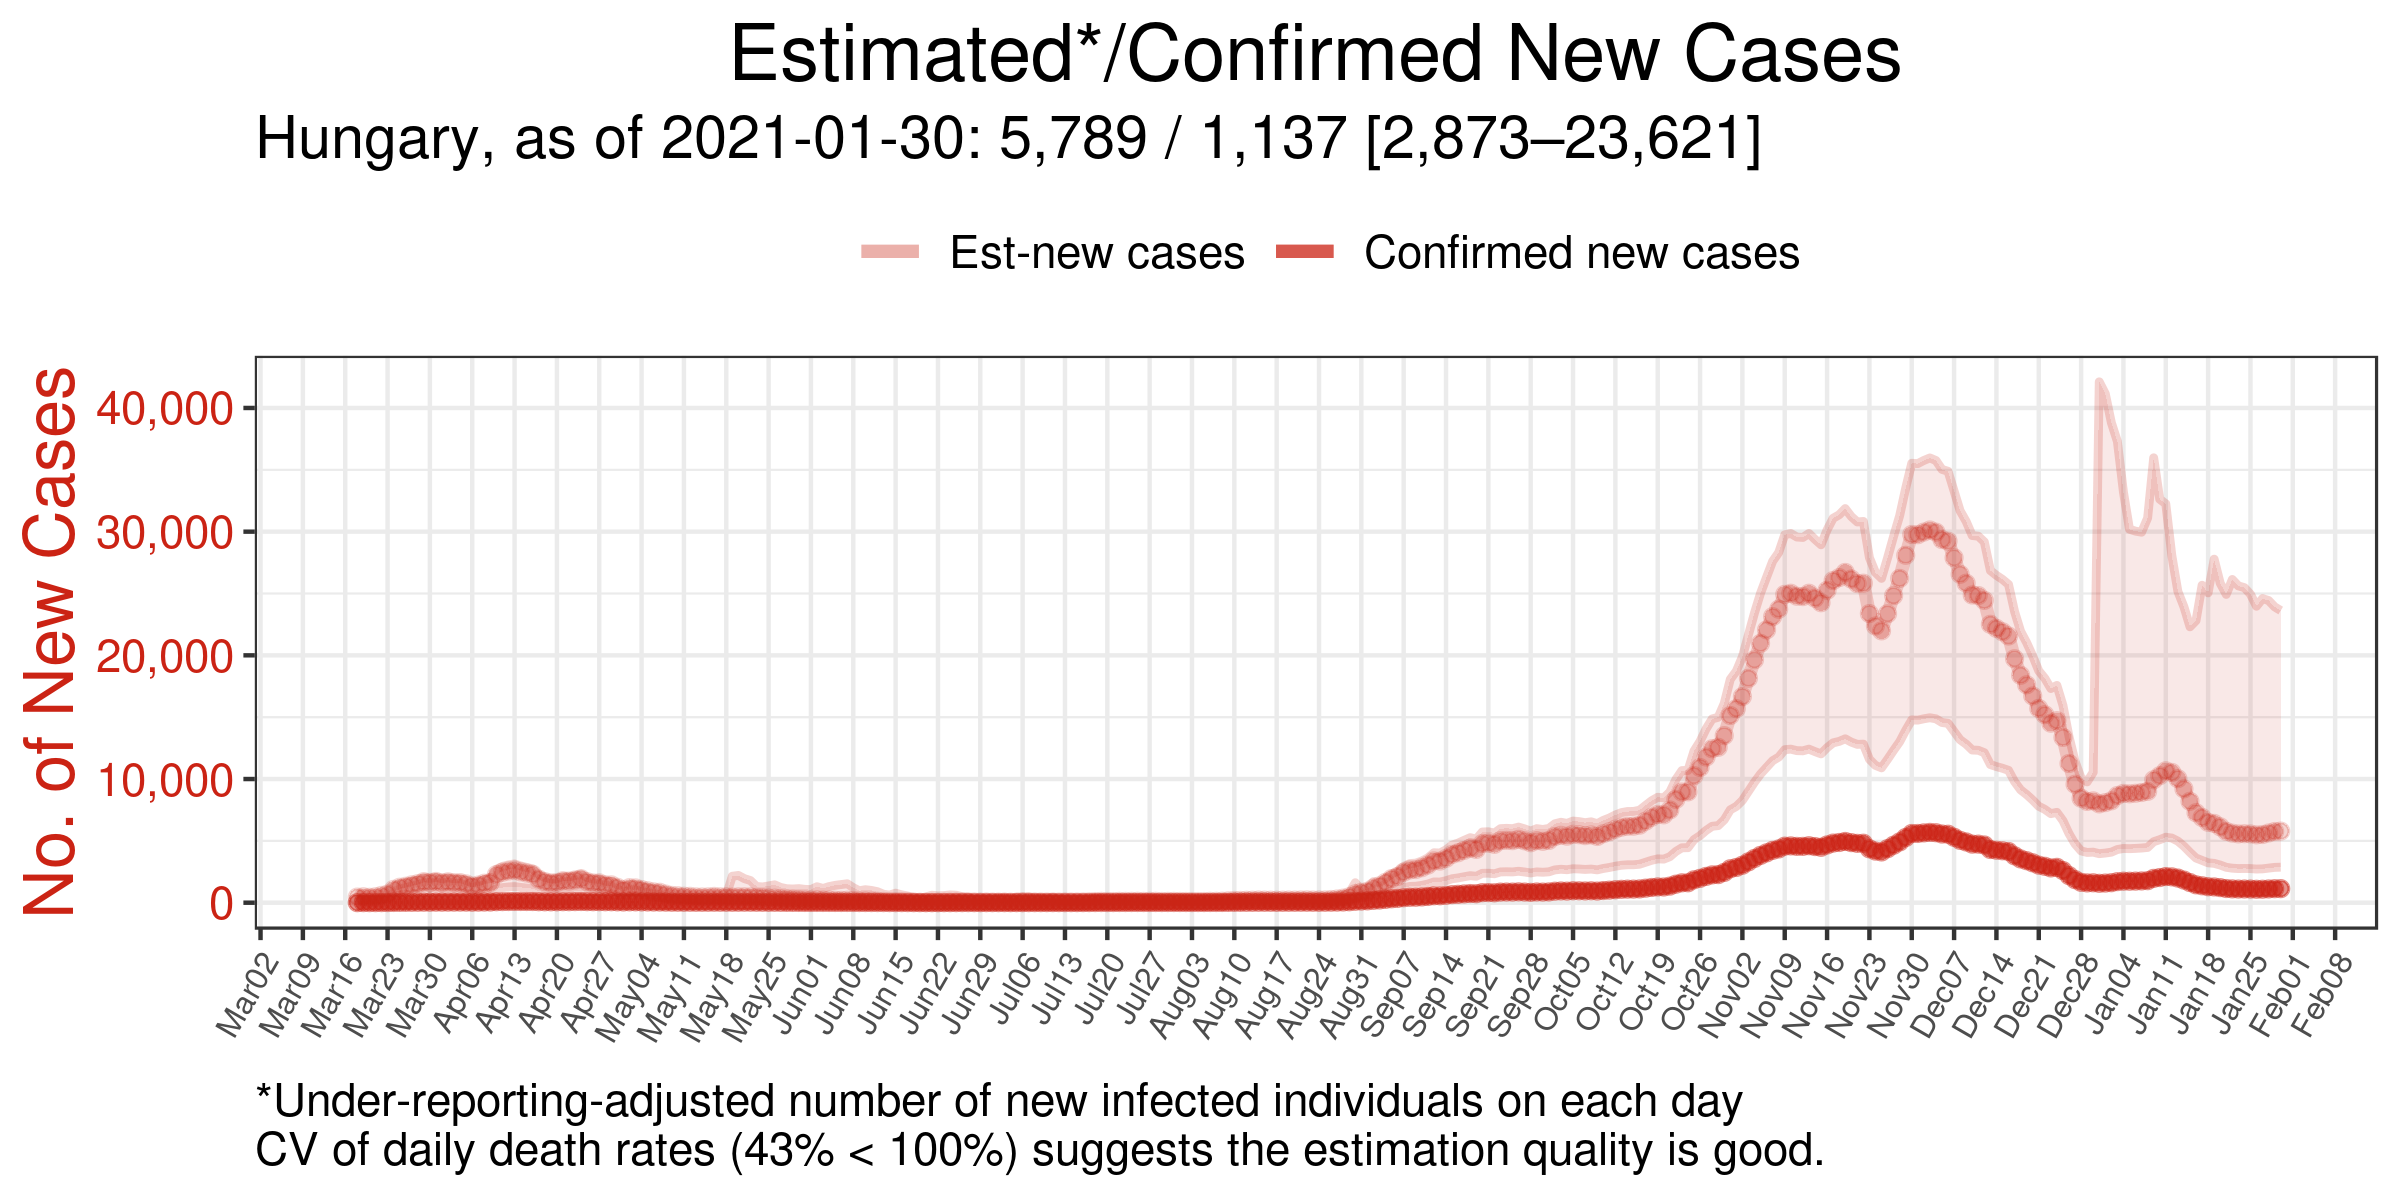 Estimated*/Confirmed New Cases
Hungary, as of 2021-01-30: 5,789 / 1,137 [2,873–23,621]
Est-new cases
Confirmed new cases
No. of New Cases
40,000
30,000
20,000
10,000
0
Mar02
Mar09
Mar16
Mar23
Mar30
Apr06
Apr13
Apr20
Apr27
May04
May11
May18
May25
Jun01
Jun08
Jun15
Jun22
Jun29
Jul06
Jul13
Jul20
Jul27
Aug03
Aug10
Aug17
Aug24
Aug31
Sep07
Sep14
Sep21
Sep28
Oct05
Oct12
Oct19
Oct26
Nov02
Nov09
Nov16
Nov23
Nov30
Dec07
Dec14
Dec21
Dec28
Jan04
Jan11
Jan18
Jan25
Feb01
Feb08
*Under-reporting-adjusted number of new infected individuals on each day
CV of daily death rates (43% < 100%) suggests the estimation quality is good.